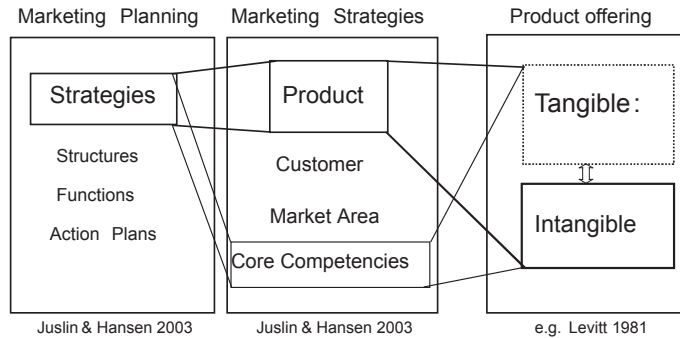 Marketing Planning
Marketing Strategies
Product offering
Strategies
Structures
Functions
Action Plans
Product
Customer
Market Area
Core Competencies
Tangible:
Intangible
Juslin & Hansen 2003
Juslin & Hansen 2003
e.g. Levitt 1981